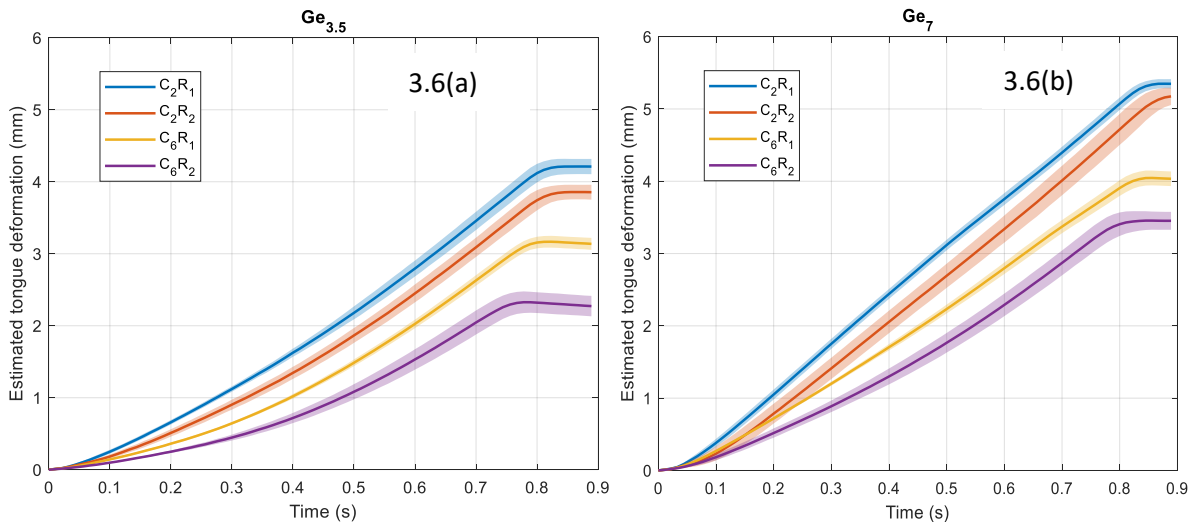 Ge3.5
3.6(a)
C2R1
C2R2
C6R1
C6R2
Estimated tongue deformation (mm)
6
5
4
3
2
1
0
0 0.1 0.2 0.3 0.4 0.5 0.6 0.7 0.8 0.9
Time (s)
Ge7
3.6(b)
C2R1
C2R2
C6R1
C6R2
Estimated tongue deformation (mm)
6
5
4
3
2
1
0
0 0.1 0.2 0.3 0.4 0.5 0.6 0.7 0.8 0.9
Time (s)